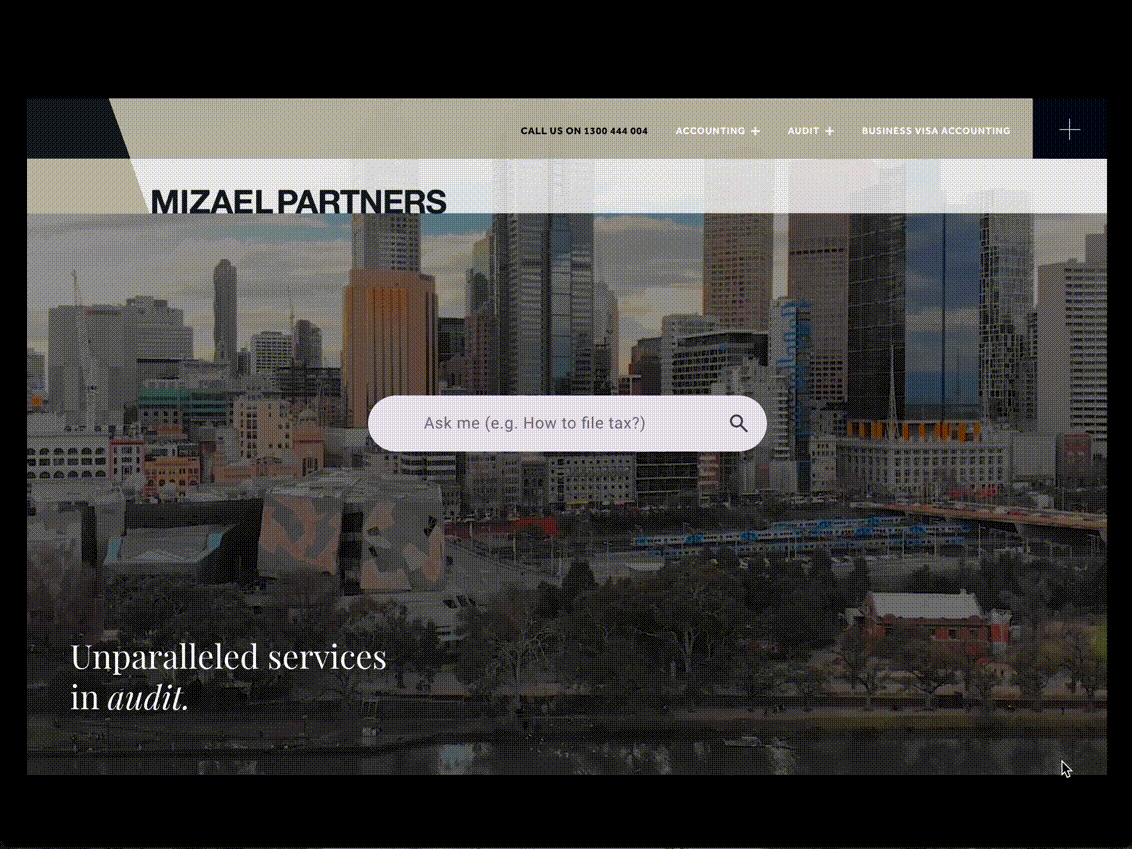 CALL US ON 1300 444 004 ACCOUNTING + AUDIT + BUSINESS VISA ACCOUNTING +
MIZAEL PARTNERS
Ask me (e.g. How to file tax?)
Unparalleled services
in audit.